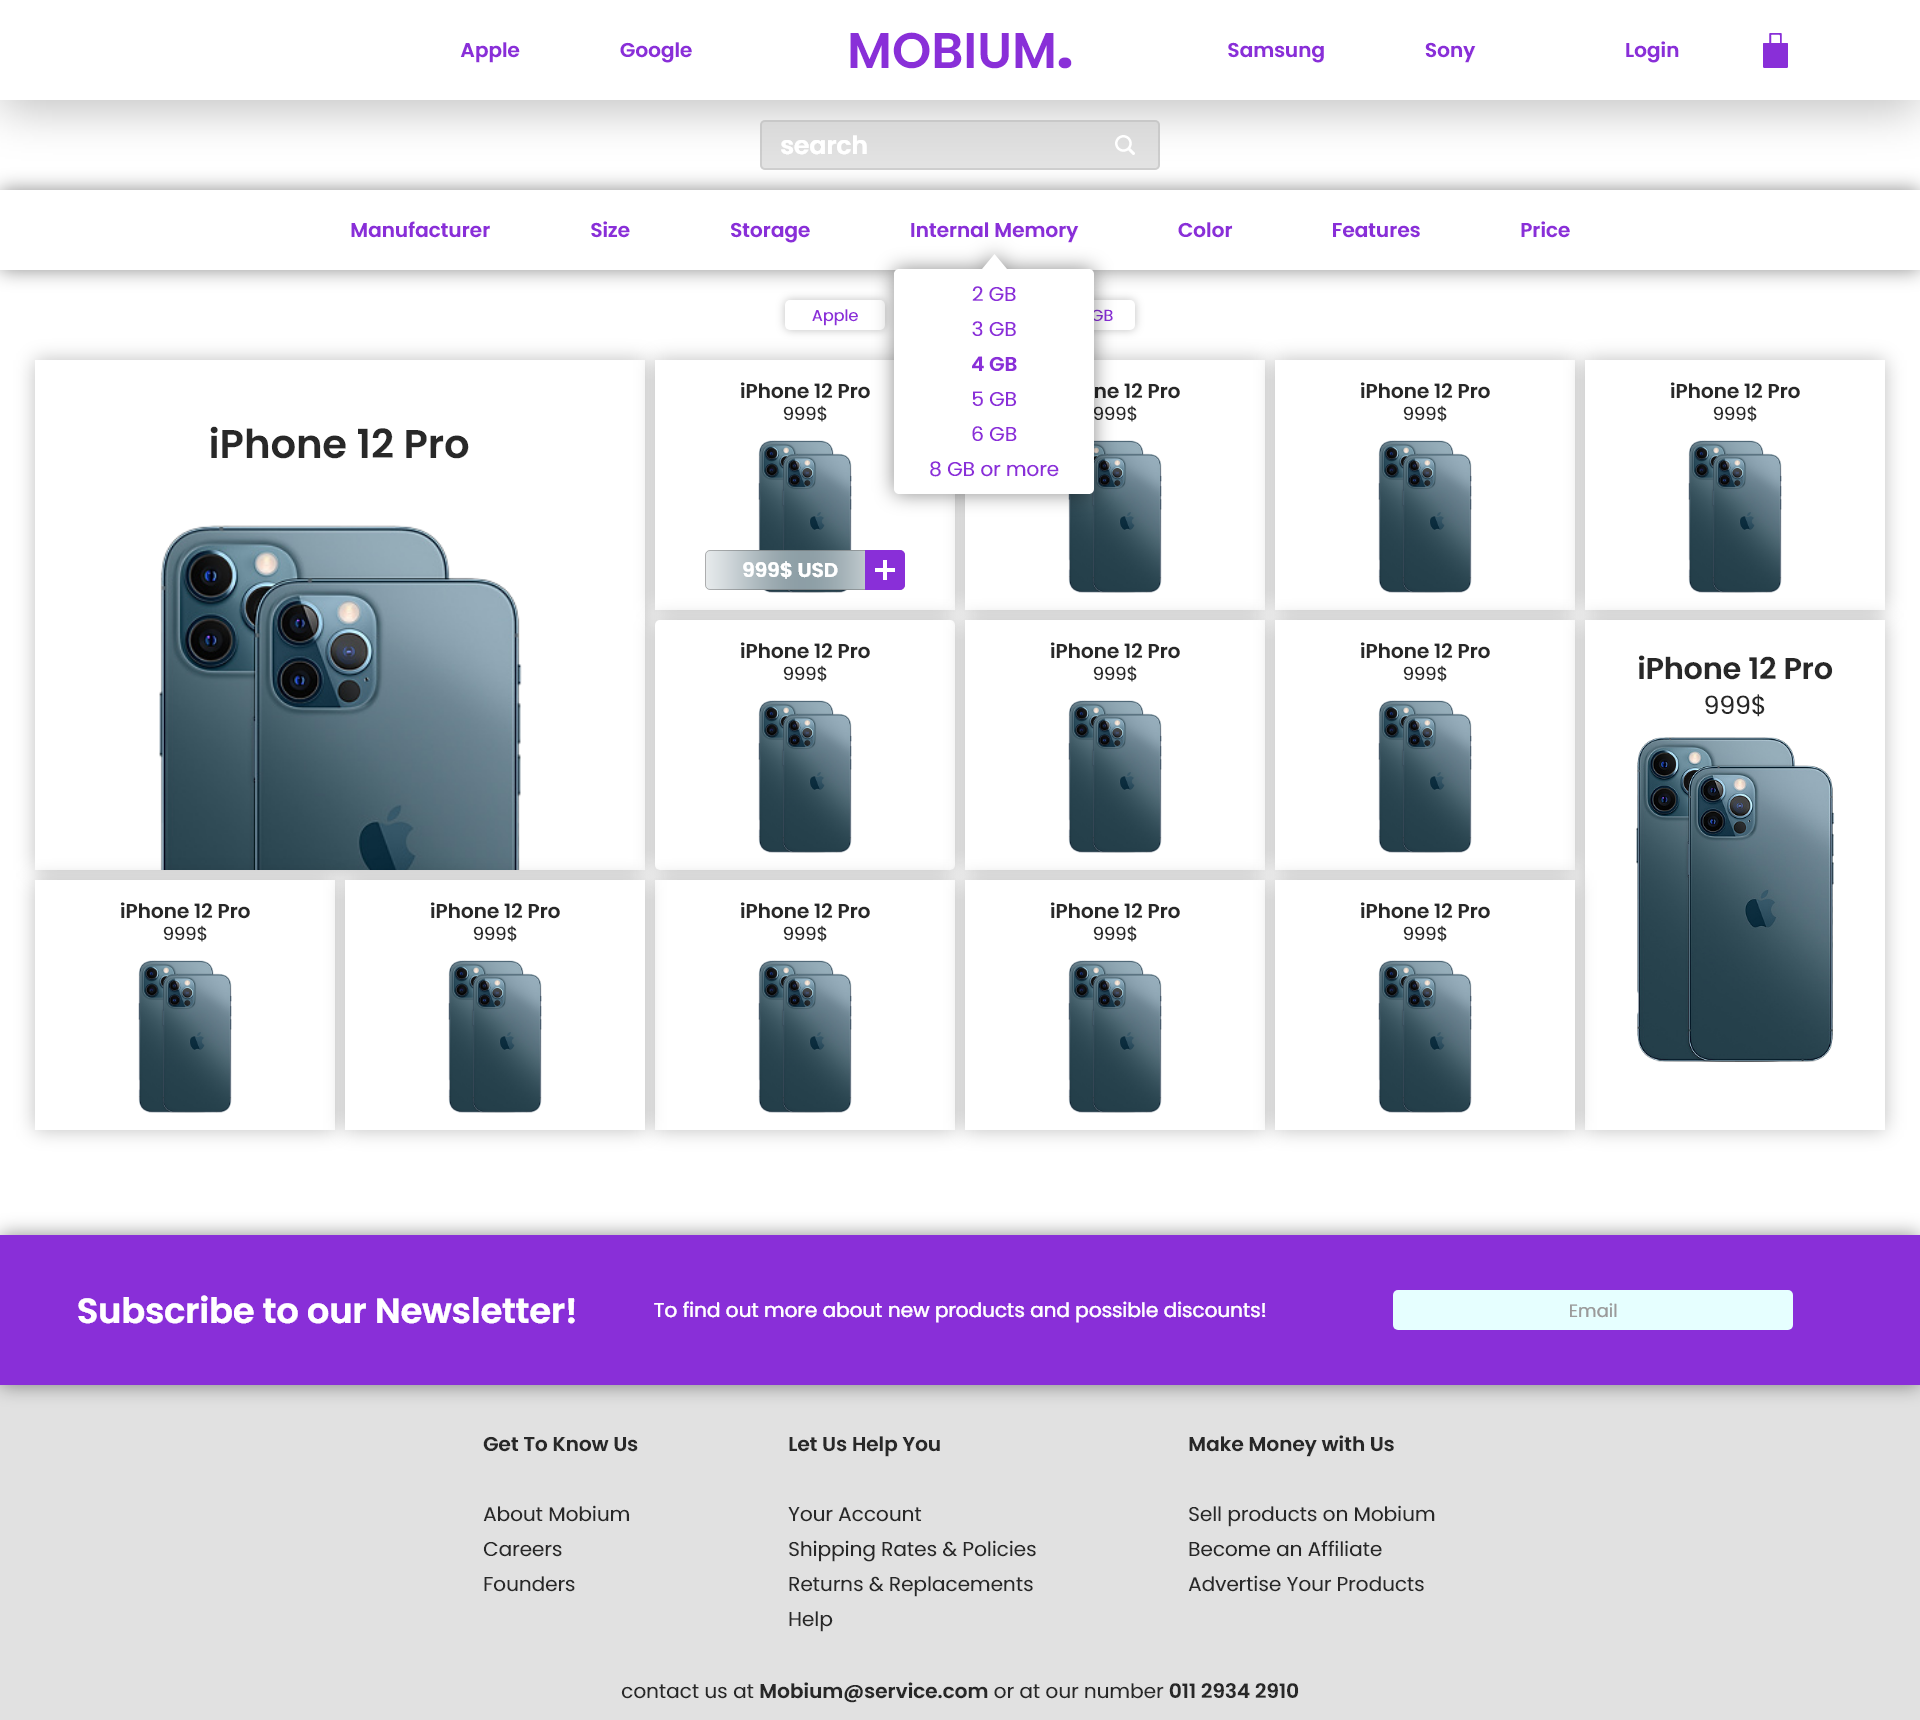 Apple Google MOBIUM. Samsung Sony Login
search
Manufacturer Size Storage Internal Memory Color Features Price
2 GB
3 GB
4 GB
5 GB
6 GB
8 GB or more
Apple GB
iPhone 12 Pro
iPhone 12 Pro
999$
999$ USD
ne 12 Pro
999$
iPhone 12 Pro
999$
iPhone 12 Pro
999$
iPhone 12 Pro
999$
iPhone 12 Pro
999$
iPhone 12 Pro
999$
iPhone 12 Pro
999$
iPhone 12 Pro
999$
iPhone 12 Pro
999$
iPhone 12 Pro
999$
iPhone 12 Pro
999$
iPhone 12 Pro
999$
Subscribe to our Newsletter!
To find out more about new products and possible discounts!
Email
Get To Know Us
About Mobium
Careers
Founders
Let Us Help You
Your Account
Shipping Rates & Policies
Returns & Replacements
Help
Make Money with Us
Sell products on Mobium
Become an Affiliate
Advertise Your Products
contact us at Mobium@service.com or at our number 011 2934 2910